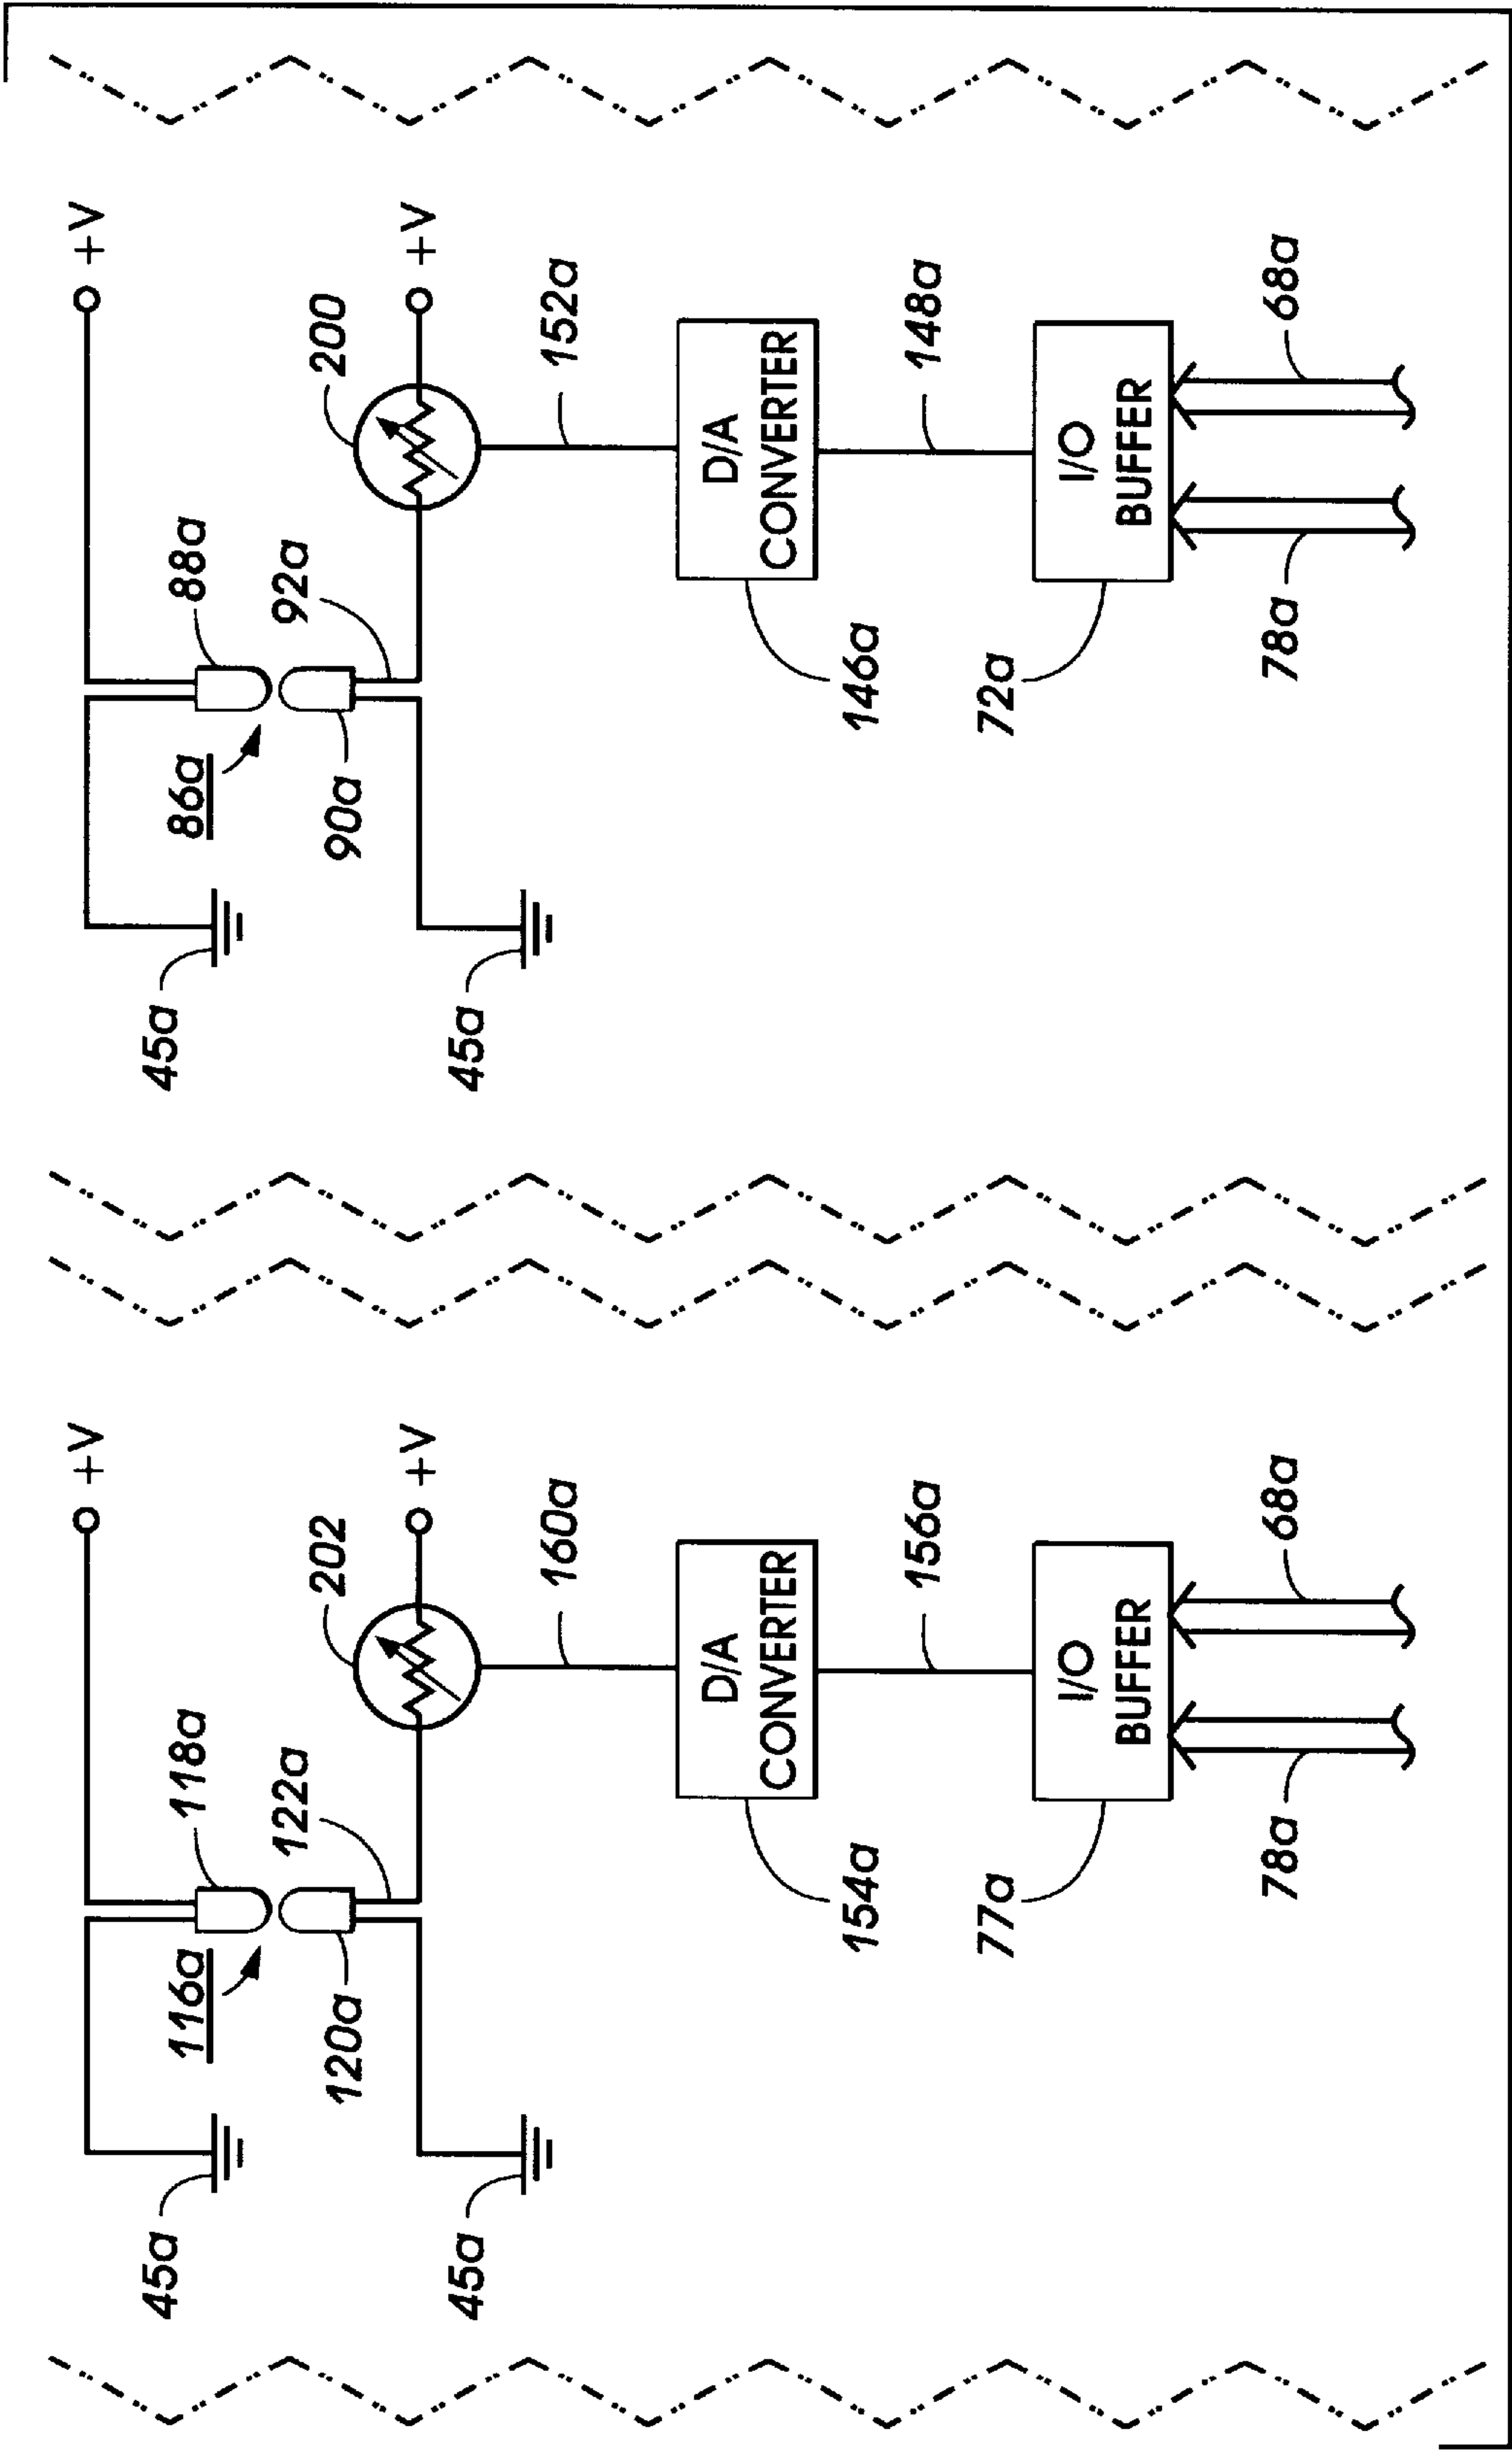 +V
116a
118a
45a
122a
202
120a
+V
45a
160a
D/A
CONVERTER
154a
156a
I/O
BUFFER
77a
78a
68a
+V
86a
88a
45a
92a
200
90a
+V
45a
152a
D/A
CONVERTER
146a
148a
I/O
BUFFER
72a
78a
68a